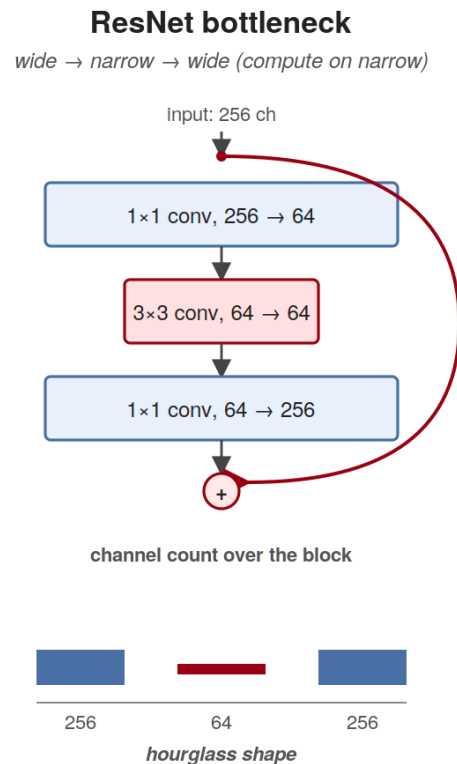 ResNet bottleneck
wide → narrow → wide (compute on narrow)
input: 256 ch
1×1 conv, 256 → 64
3×3 conv, 64 → 64
1×1 conv, 64 → 256
+
channel count over the block
256 64 256
hourglass shape